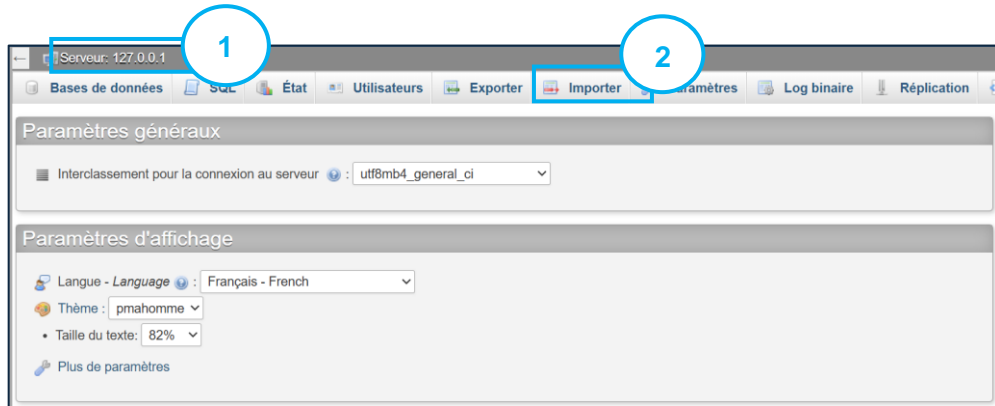 1
2
Serveur: 127.0.0.1
Bases de données SQL État Utilisateurs Exporter Importer Paramètres Log binaire Réplication
Paramètres généraux
Interclassement pour la connexion au serveur : utf8mb4_general_ci
Paramètres d'affichage
Langue - Language : Français - French
Thème : pmahomme
• Taille du texte: 82%
Plus de paramètres